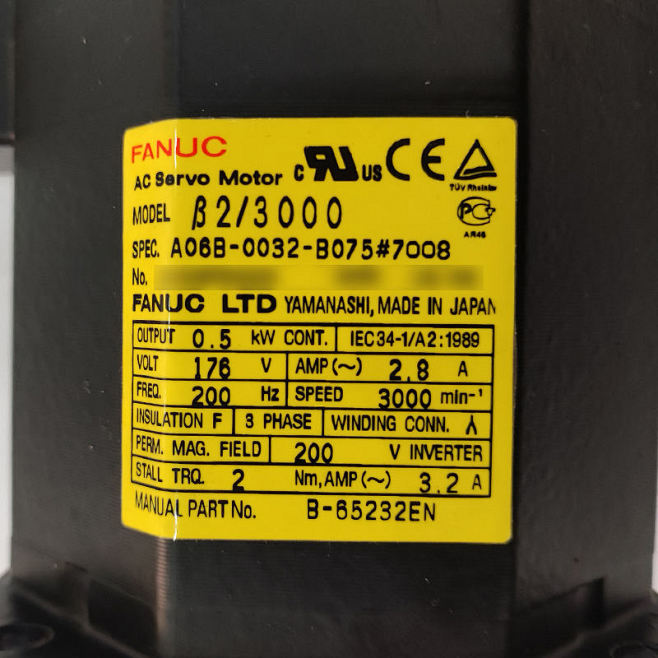 FANUC
AC Servo Motor c RU US CE
TÜV Rheinland
MODEL β2/3000
PC
AR46
SPEC. A06B-0032-B075#7008
No.
FANUC LTD YAMANASHI, MADE IN JAPAN
OUTPUT 0.5 kW CONT. IEC34-1/A2:1989
VOLT 176 V AMP(~) 2.8 A
FREQ. 200 Hz SPEED 3000 min-¹
INSULATION F 3 PHASE WINDING CONN. Y
PERM. MAG. FIELD 200 V INVERTER
STALL TRQ. 2 Nm, AMP(~) 3.2 A
MANUAL PART No. B-65232EN